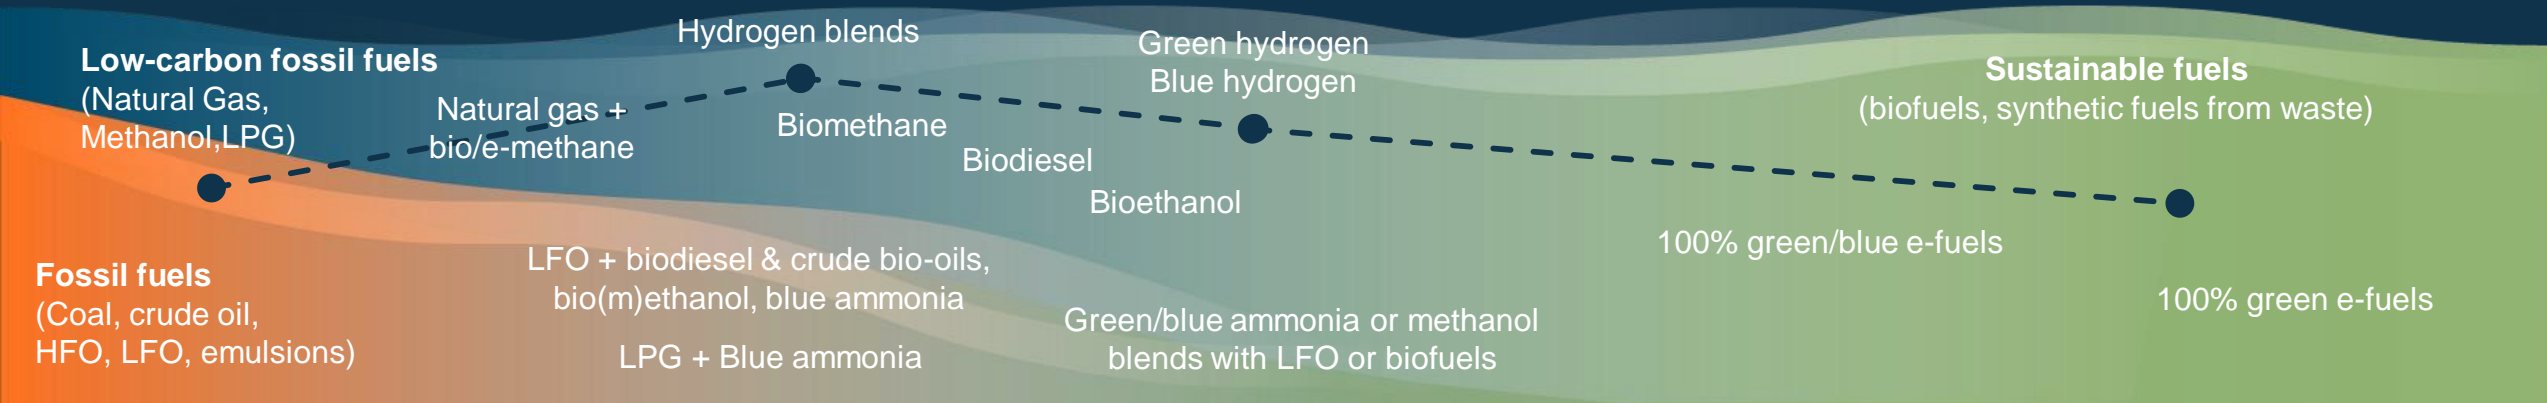 Low-carbon fossil fuels
(Natural Gas,
Methanol,LPG)
Fossil fuels
(Coal, crude oil,
HFO, LFO, emulsions)
Natural gas +
bio/e-methane
Hydrogen blends
Biomethane
Biodiesel
Bioethanol
LFO + biodiesel & crude bio-oils,
bio(m)ethanol, blue ammonia
LPG + Blue ammonia
Green hydrogen
Blue hydrogen
Green/blue ammonia or methanol
blends with LFO or biofuels
Sustainable fuels
(biofuels, synthetic fuels from waste)
100% green/blue e-fuels
100% green e-fuels